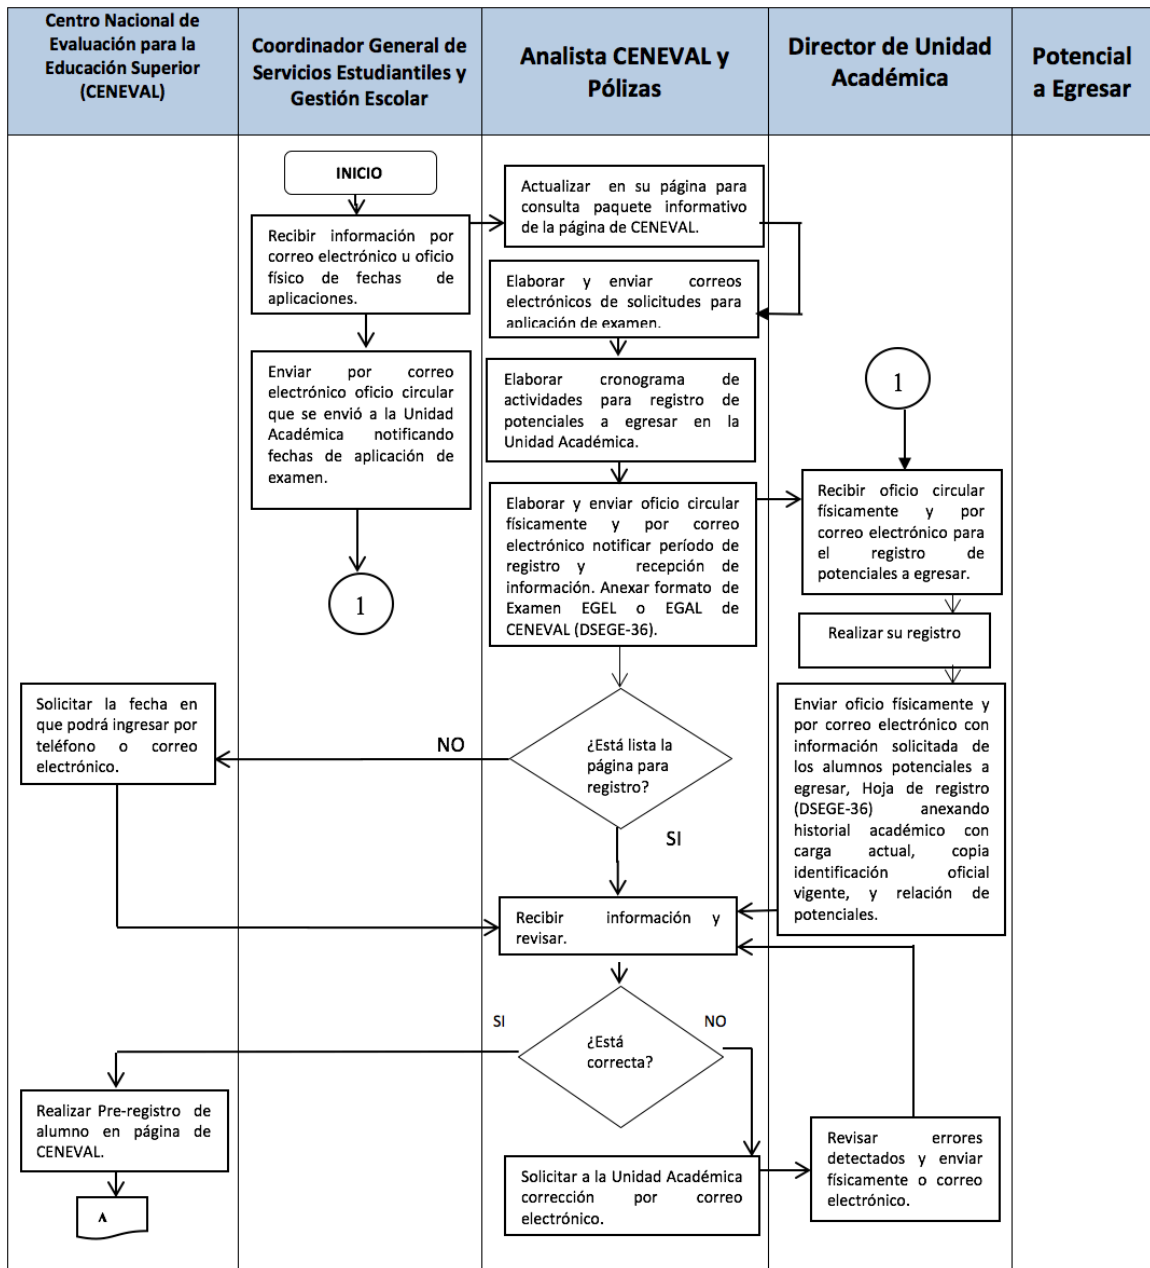 Centro Nacional de
Evaluación para la
Educación Superior
(CENEVAL)
Coordinador General de
Servicios Estudiantiles y
Gestión Escolar
Analista CENEVAL y
Pólizas
Director de Unidad
Académica
Potencial
a Egresar
INICIO
Recibir información por
correo electrónico u oficio
físico de fechas de
aplicaciones.
Enviar por correo
electrónico oficio circular
que se envió a la Unidad
Académica notificando
fechas de aplicación de
examen.
1
Actualizar en su página para
consulta paquete informativo
de la página de CENEVAL.
Elaborar y enviar correos
electrónicos de solicitudes para
aplicación de examen.
Elaborar cronograma de
actividades para registro de
potenciales a egresar en la
Unidad Académica.
Elaborar y enviar oficio circular
físicamente y por correo
electrónico notificar período de
registro y recepción de
información. Anexar formato de
Examen EGEL o EGAL de
CENEVAL (DSEGE-36).
1
Recibir oficio circular
físicamente y por
correo electrónico para
el registro de
potenciales a egresar.
Realizar su registro
Enviar oficio físicamente y
por correo electrónico con
información solicitada de
los alumnos potenciales a
egresar, Hoja de registro
(DSEGE-36) anexando
historial académico con
carga actual, copia
identificación oficial
vigente, y relación de
potenciales.
¿Está lista la
página para
registro?
NO
SI
Solicitar la fecha en
que podrá ingresar por
teléfono o correo
electrónico.
Recibir información y
revisar.
¿Está
correcta?
SI
NO
Realizar Pre-registro de
alumno en página de
CENEVAL.
A
Solicitar a la Unidad Académica
corrección por correo
electrónico.
Revisar errores
detectados y enviar
físicamente o correo
electrónico.